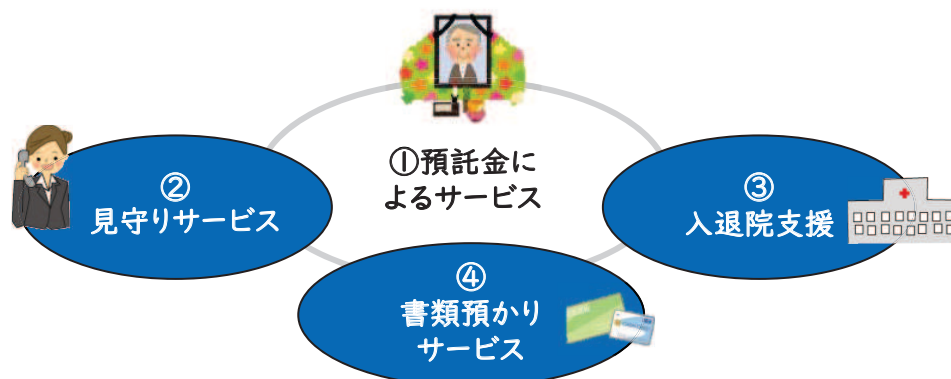 ①預託金に
よるサービス
②
見守りサービス
③
入退院支援
④
書類預かり
サービス